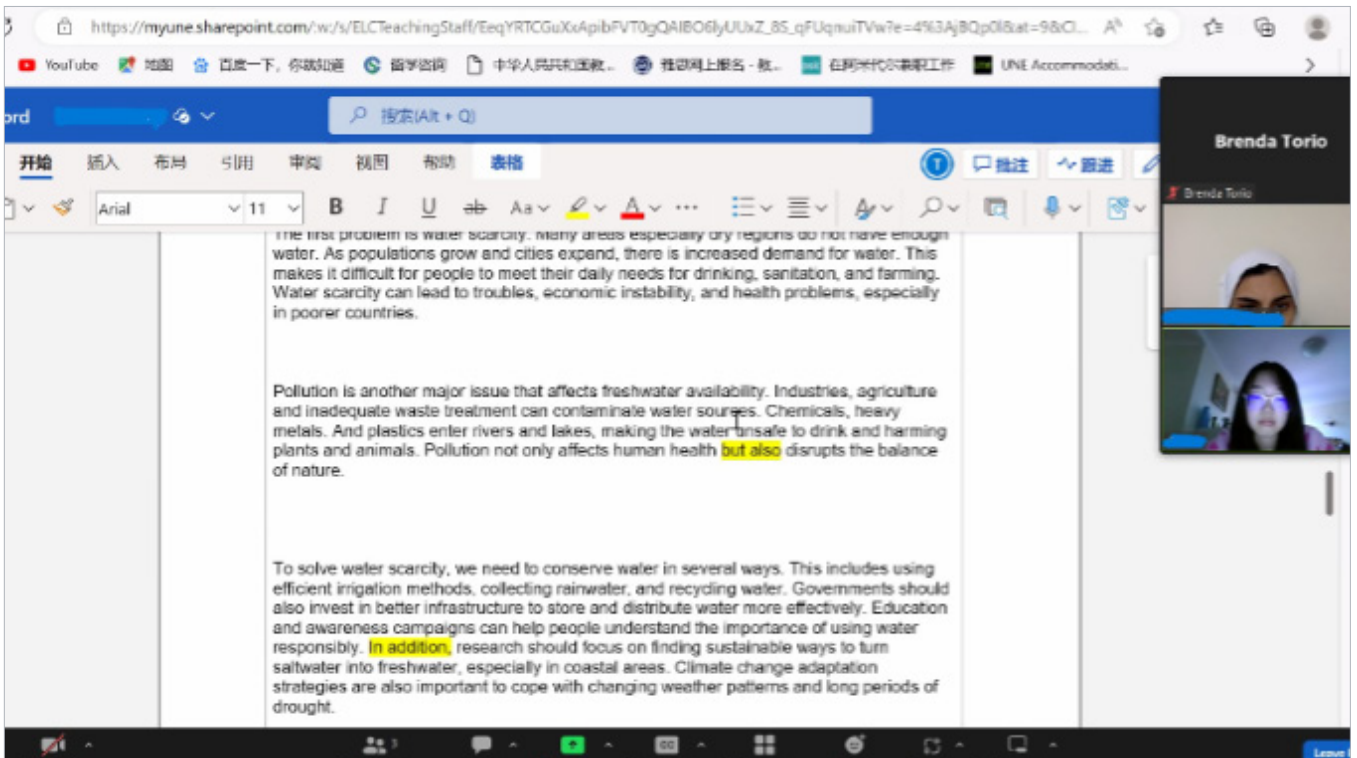 https://myune.sharepoint.com/:w:/s/ELCTeachingStaff/
YouTube 地图 百度一下，你就知道 留学咨询 中华人民共和国教... 雅思网上报名 - 教... 在阿米代尔兼职工作 UNE Accommodati...
ord 搜索(Alt + Q)
Brenda Torio
开始 插入 布局 引用 审阅 视图 帮助 表格 T 批注 跟进
Brenda Torio
Arial 11 B I U ab Aa A
The first problem is water scarcity. Many areas especially dry regions do not have enough
water. As populations grow and cities expand, there is increased demand for water. This
makes it difficult for people to meet their daily needs for drinking, sanitation, and farming.
Water scarcity can lead to troubles, economic instability, and health problems, especially
in poorer countries.
Pollution is another major issue that affects freshwater availability. Industries, agriculture
and inadequate waste treatment can contaminate water sources. Chemicals, heavy
metals. And plastics enter rivers and lakes, making the water unsafe to drink and harming
plants and animals. Pollution not only affects human health but also disrupts the balance
of nature.
To solve water scarcity, we need to conserve water in several ways. This includes using
efficient irrigation methods, collecting rainwater, and recycling water. Governments should
also invest in better infrastructure to store and distribute water more effectively. Education
and awareness campaigns can help people understand the importance of using water
responsibly. In addition, research should focus on finding sustainable ways to turn
saltwater into freshwater, especially in coastal areas. Climate change adaptation
strategies are also important to cope with changing weather patterns and long periods of
drought.
3 CC Leave